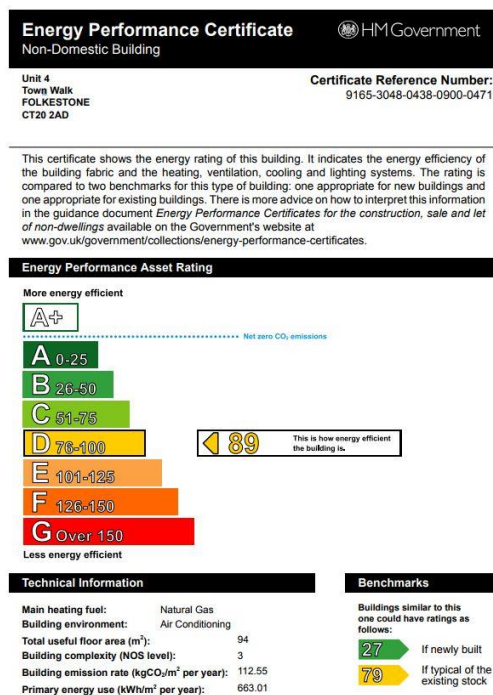 Energy Performance Certificate
Non-Domestic Building
HM Government
Unit 4
Town Walk
FOLKESTONE
CT20 2AD
Certificate Reference Number:
9165-3048-0438-0900-0471
This certificate shows the energy rating of this building. It indicates the energy efficiency of
the building fabric and the heating, ventilation, cooling and lighting systems. The rating is
compared to two benchmarks for this type of building: one appropriate for new buildings and
one appropriate for existing buildings. There is more advice on how to interpret this information
in the guidance document Energy Performance Certificates for the construction, sale and let
of non-dwellings available on the Government's website at
www.gov.uk/government/collections/energy-performance-certificates.
Energy Performance Asset Rating
More energy efficient
A+
Net zero CO₂ emissions
A 0-25
B 26-50
C 51-75
D 76-100
89
This is how energy efficient
the building is.
E 101-125
F 126-150
G Over 150
Less energy efficient
Technical Information
Main heating fuel: Natural Gas
Building environment: Air Conditioning
Total useful floor area (m²): 94
Building complexity (NOS level): 3
Building emission rate (kgCO₂/m² per year): 112.55
Primary energy use (kWh/m² per year): 663.01
Benchmarks
Buildings similar to this
one could have ratings as
follows:
27 If newly built
79 If typical of the
existing stock